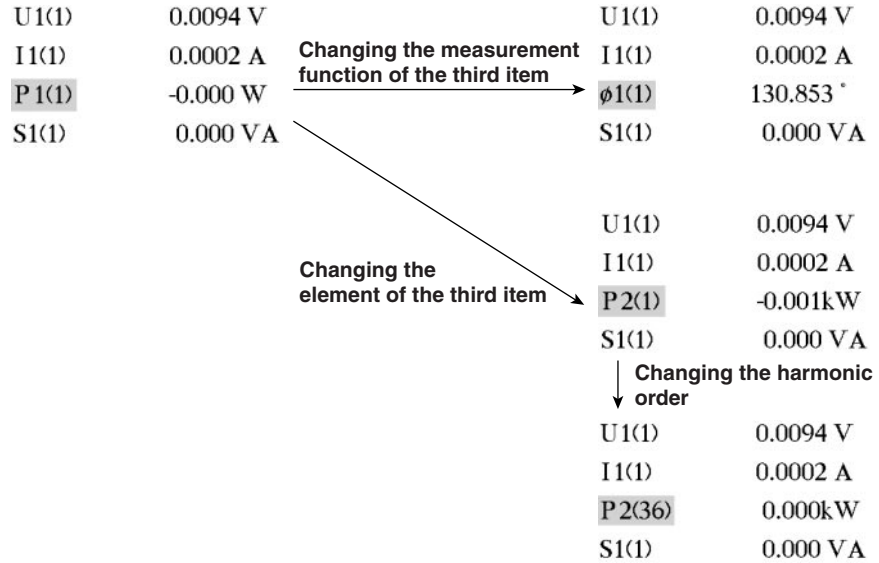 U1(1) 0.0094 V
I1(1) 0.0002 A
P1(1) -0.000 W
S1(1) 0.000 VA
Changing the measurement
function of the third item
U1(1) 0.0094 V
I1(1) 0.0002 A
ø1(1) 130.853 °
S1(1) 0.000 VA
Changing the
element of the third item
U1(1) 0.0094 V
I1(1) 0.0002 A
P2(1) -0.001kW
S1(1) 0.000 VA
Changing the harmonic
order
U1(1) 0.0094 V
I1(1) 0.0002 A
P2(36) 0.000kW
S1(1) 0.000 VA